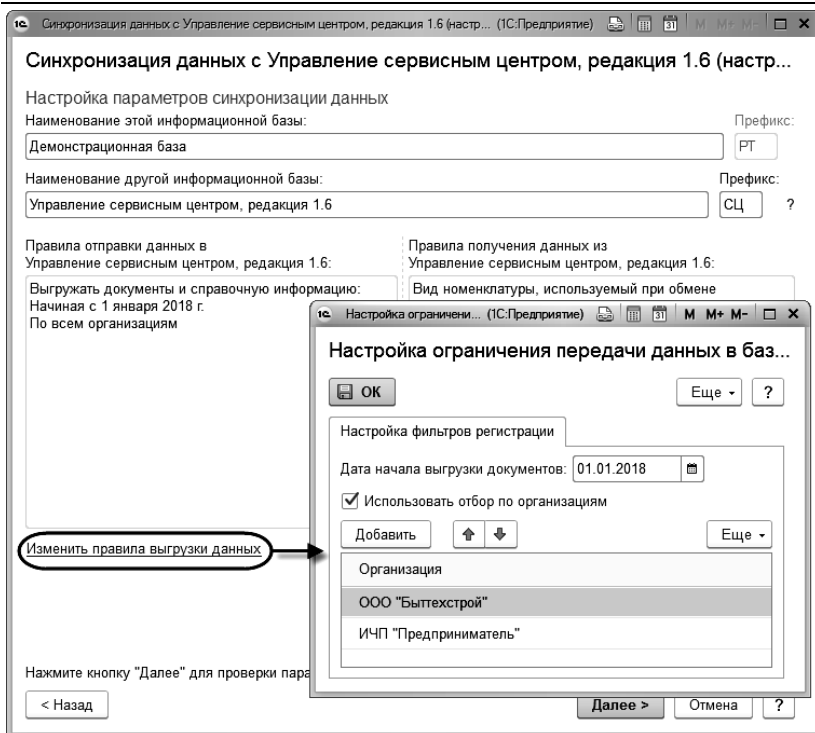 Синхронизация данных с Управление сервисным центром, редакция 1.6 (настр... (1С:Предприятие) 31 M M+ M-
Синхронизация данных с Управление сервисным центром, редакция 1.6 (настр...
Настройка параметров синхронизации данных
Наименование этой информационной базы: Префикс:
Демонстрационная база РТ
Наименование другой информационной базы: Префикс:
Управление сервисным центром, редакция 1.6 СЦ ?
Правила отправки данных в
Управление сервисным центром, редакция 1.6:
Выгружать документы и справочную информацию:
Начиная с 1 января 2018 г.
По всем организациям
Правила получения данных из
Управление сервисным центром, редакция 1.6:
Вид номенклатуры, используемый при обмене
Изменить правила выгрузки данных
Настройка ограничени... (1С:Предприятие) 31 M M+ M-
Настройка ограничения передачи данных в баз...
ОК Еще ?
Настройка фильтров регистрации
Дата начала выгрузки документов: 01.01.2018
Использовать отбор по организациям
Добавить Еще
Организация
ООО "Быттехстрой"
ИЧП "Предприниматель"
Нажмите кнопку "Далее" для проверки пара
< Назад Далее > Отмена ?